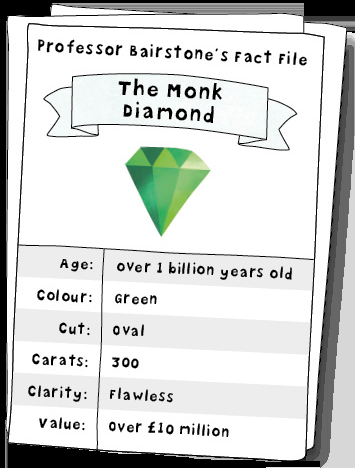 Professor Bairstone's Fact File
The Monk
Diamond
Age: Over 1 billion years old
Colour: Green
Cut: Oval
Carats: 300
Clarity: Flawless
Value: Over £10 million